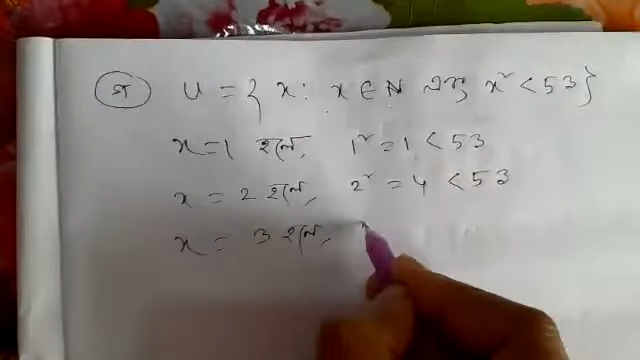 গ U = { x : x ∈ N এবং x² < 53 }
x = 1 হলে, 1² = 1 < 53
x = 2 হলে, 2² = 4 < 53
x = 3 হলে,